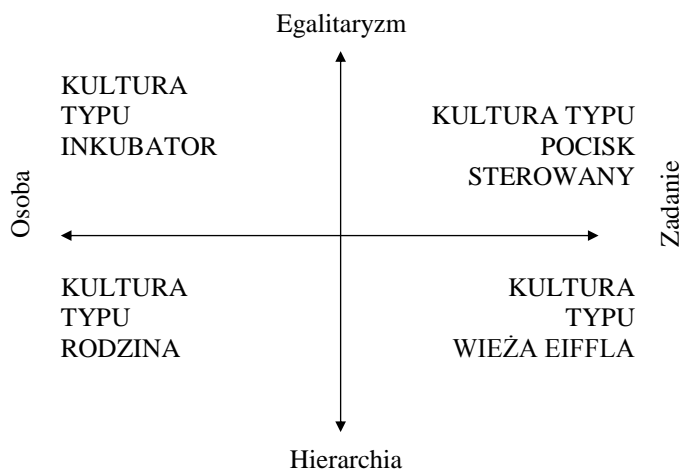 Egalitaryzm
KULTURA
TYPU
INKUBATOR
KULTURA TYPU
POCISK
STEROWANY
Osoba
Zadanie
KULTURA
TYPU
RODZINA
KULTURA
TYPU
WIEŻA EIFFLA
Hierarchia